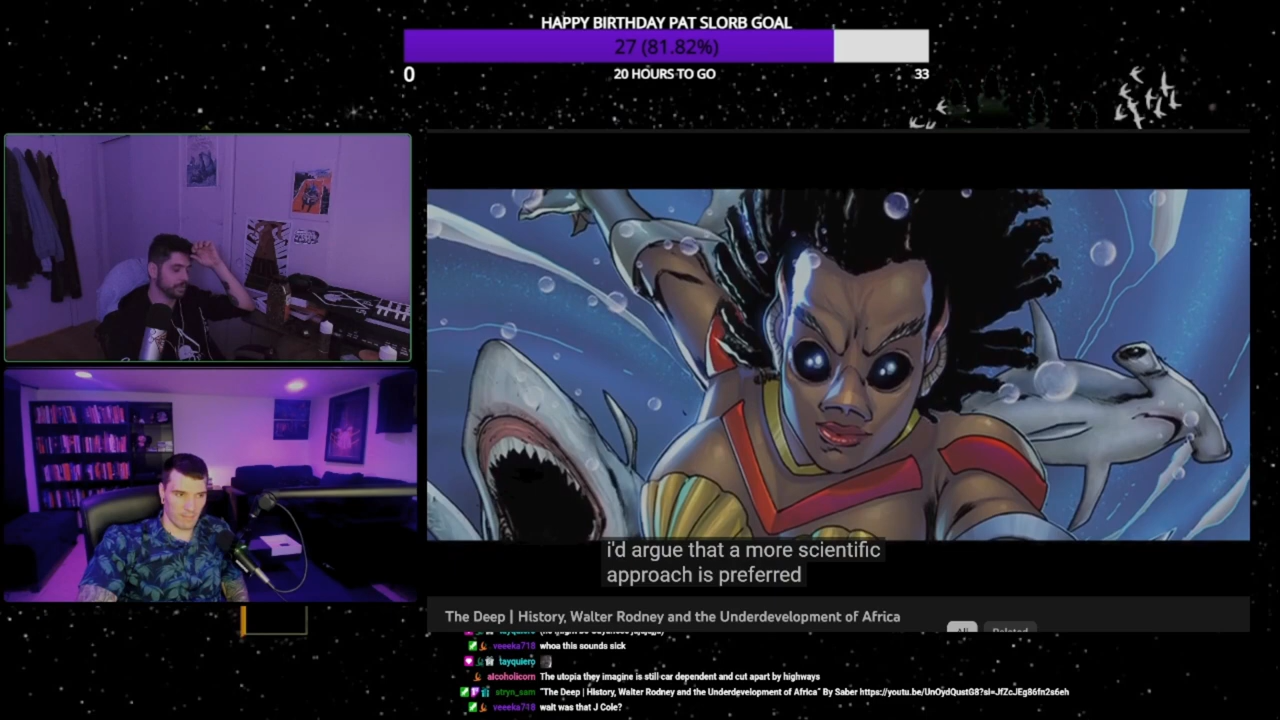 HAPPY BIRTHDAY PAT SLORB GOAL
27 (81.82%)
0
20 HOURS TO GO
33
i'd argue that a more scientific
approach is preferred
The Deep | History, Walter Rodney and the Underdevelopment of Africa
All
Related
tayquiero
veeeka718 whoa this sounds sick
tayquiero
alcoholicorn The utopia they imagine is still car dependent and cut apart by highways
stryn_sam "The Deep | History, Walter Rodney and the Underdevelopment of Africa" By Saber https://youtu.be/UnOydQustG8?si=JfZcJEg86fn2s6eh
veeeka718 wait was that J Cole?